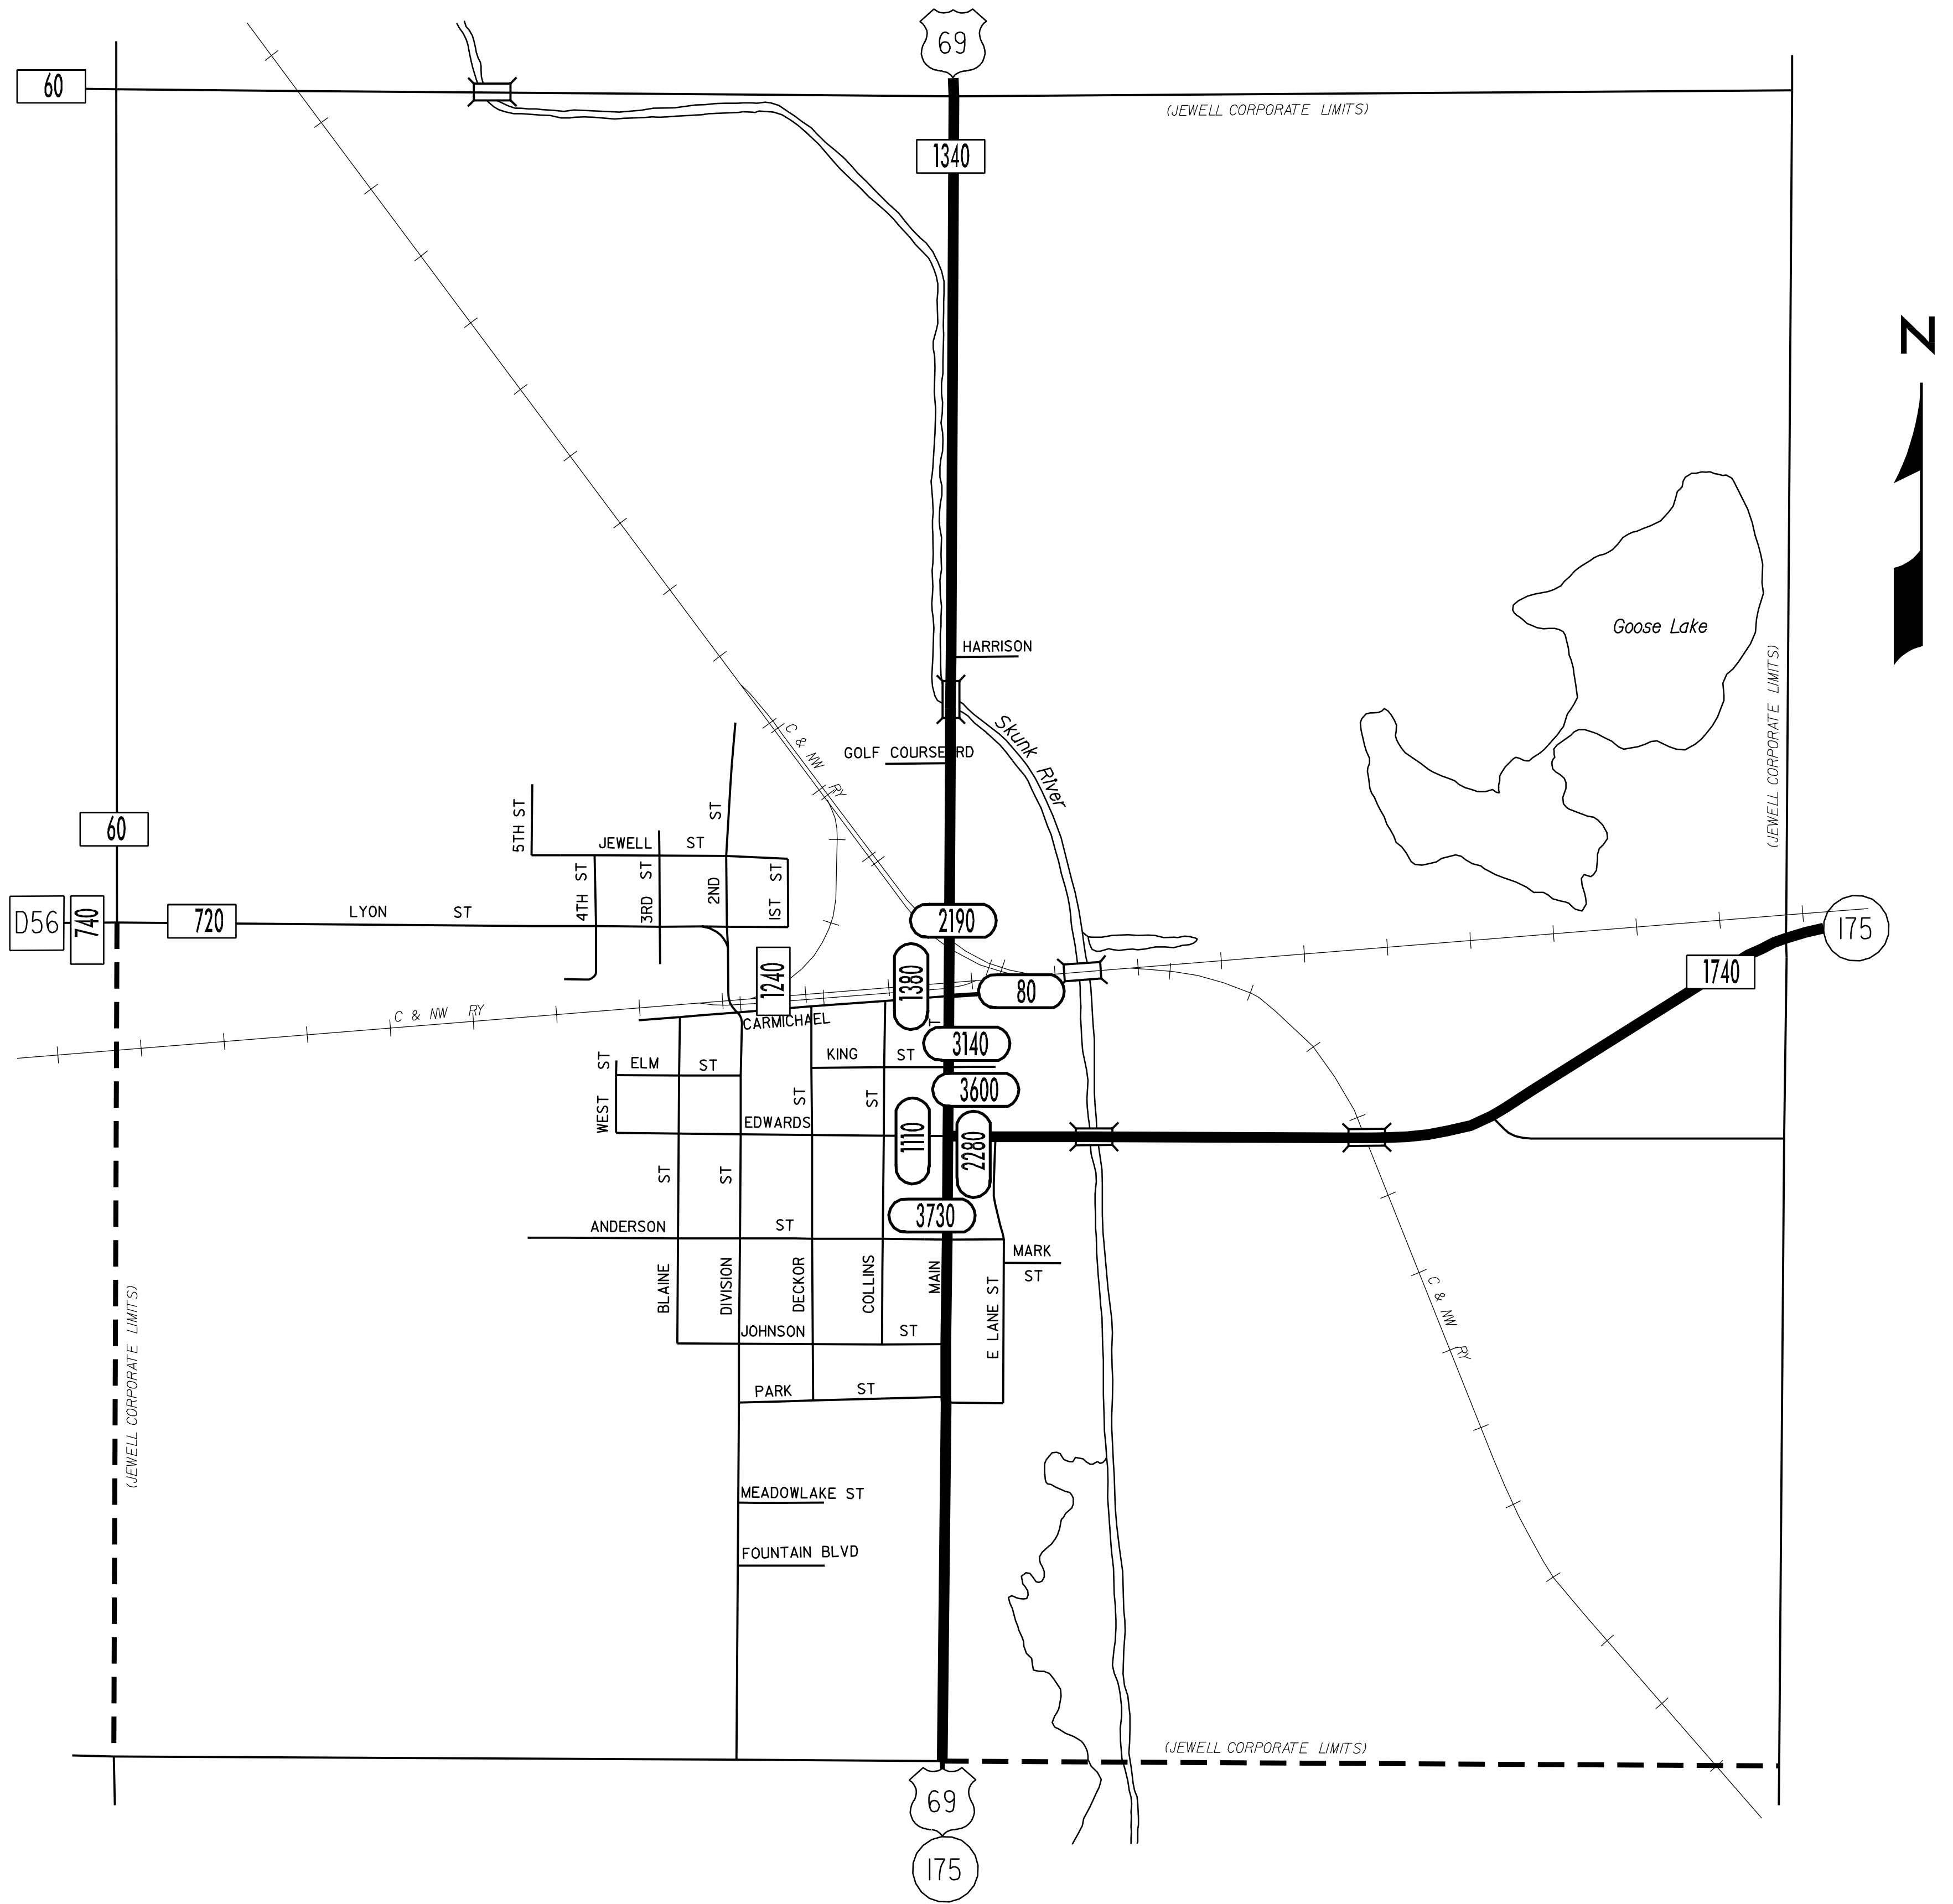 69
60
(JEWELL CORPORATE LIMITS)
1340
N
Goose Lake
HARRISON
(JEWELL CORPORATE LIMITS)
Skunk River
C & NW RY
GOLF COURSE RD
5TH ST
ST
60
JEWELL ST
4TH ST
3RD ST
2ND
1ST ST
D56
740
720
LYON ST
2190
175
1740
1240
1380
80
C & NW RY
CARMICHAEL
T
3140
KING ST
WEST ST
ELM ST
3600
ST
ST
EDWARDS
1110
2280
ST
ST
3730
ANDERSON ST
MARK
ST
BLAINE
DIVISION
DECKOR
COLLINS
MAIN
E LANE ST
C & NW RY
(JEWELL CORPORATE LIMITS)
JOHNSON ST
PARK ST
MEADOWLAKE ST
FOUNTAIN BLVD
(JEWELL CORPORATE LIMITS)
69
175